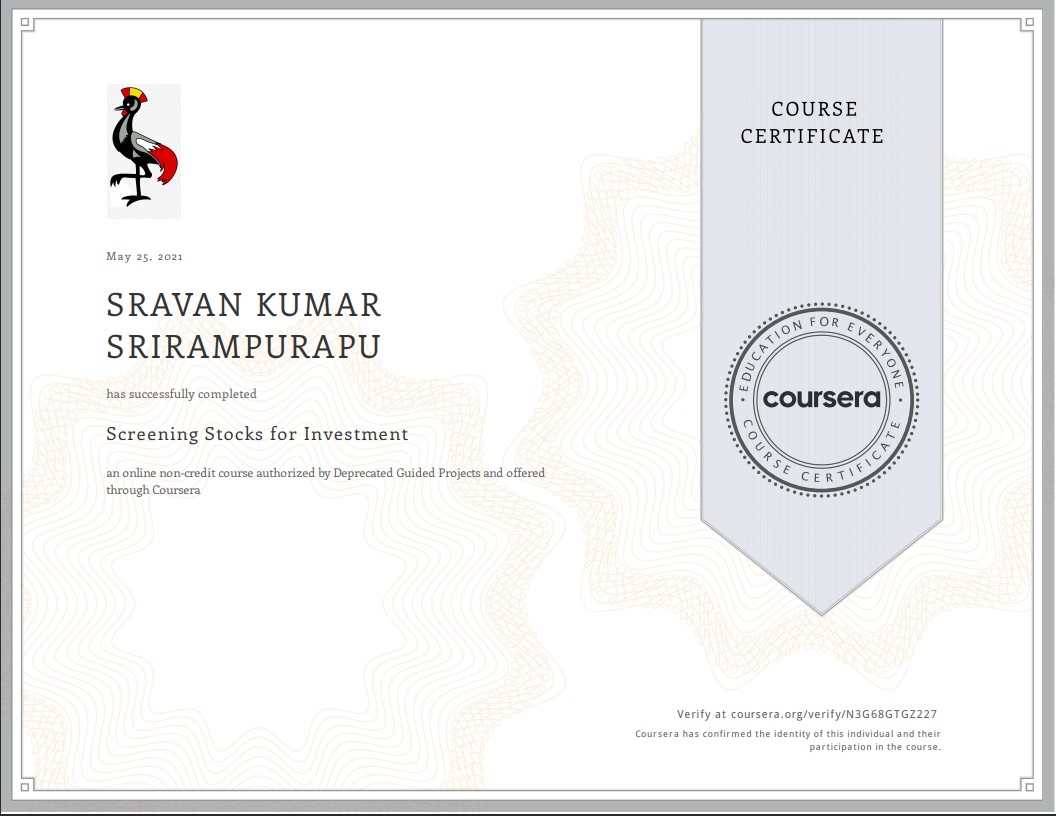 COURSE
CERTIFICATE
May 25, 2021
SRAVAN KUMAR
SRIRAMPURAPU
has successfully completed
Screening Stocks for Investment
an online non-credit course authorized by Deprecated Guided Projects and offered
through Coursera
EDUCATION FOR EVERYONE
coursera
COURSE CERTIFICATE
Verify at coursera.org/verify/N3G68GTGZ227
Coursera has confirmed the identity of this individual and their
participation in the course.